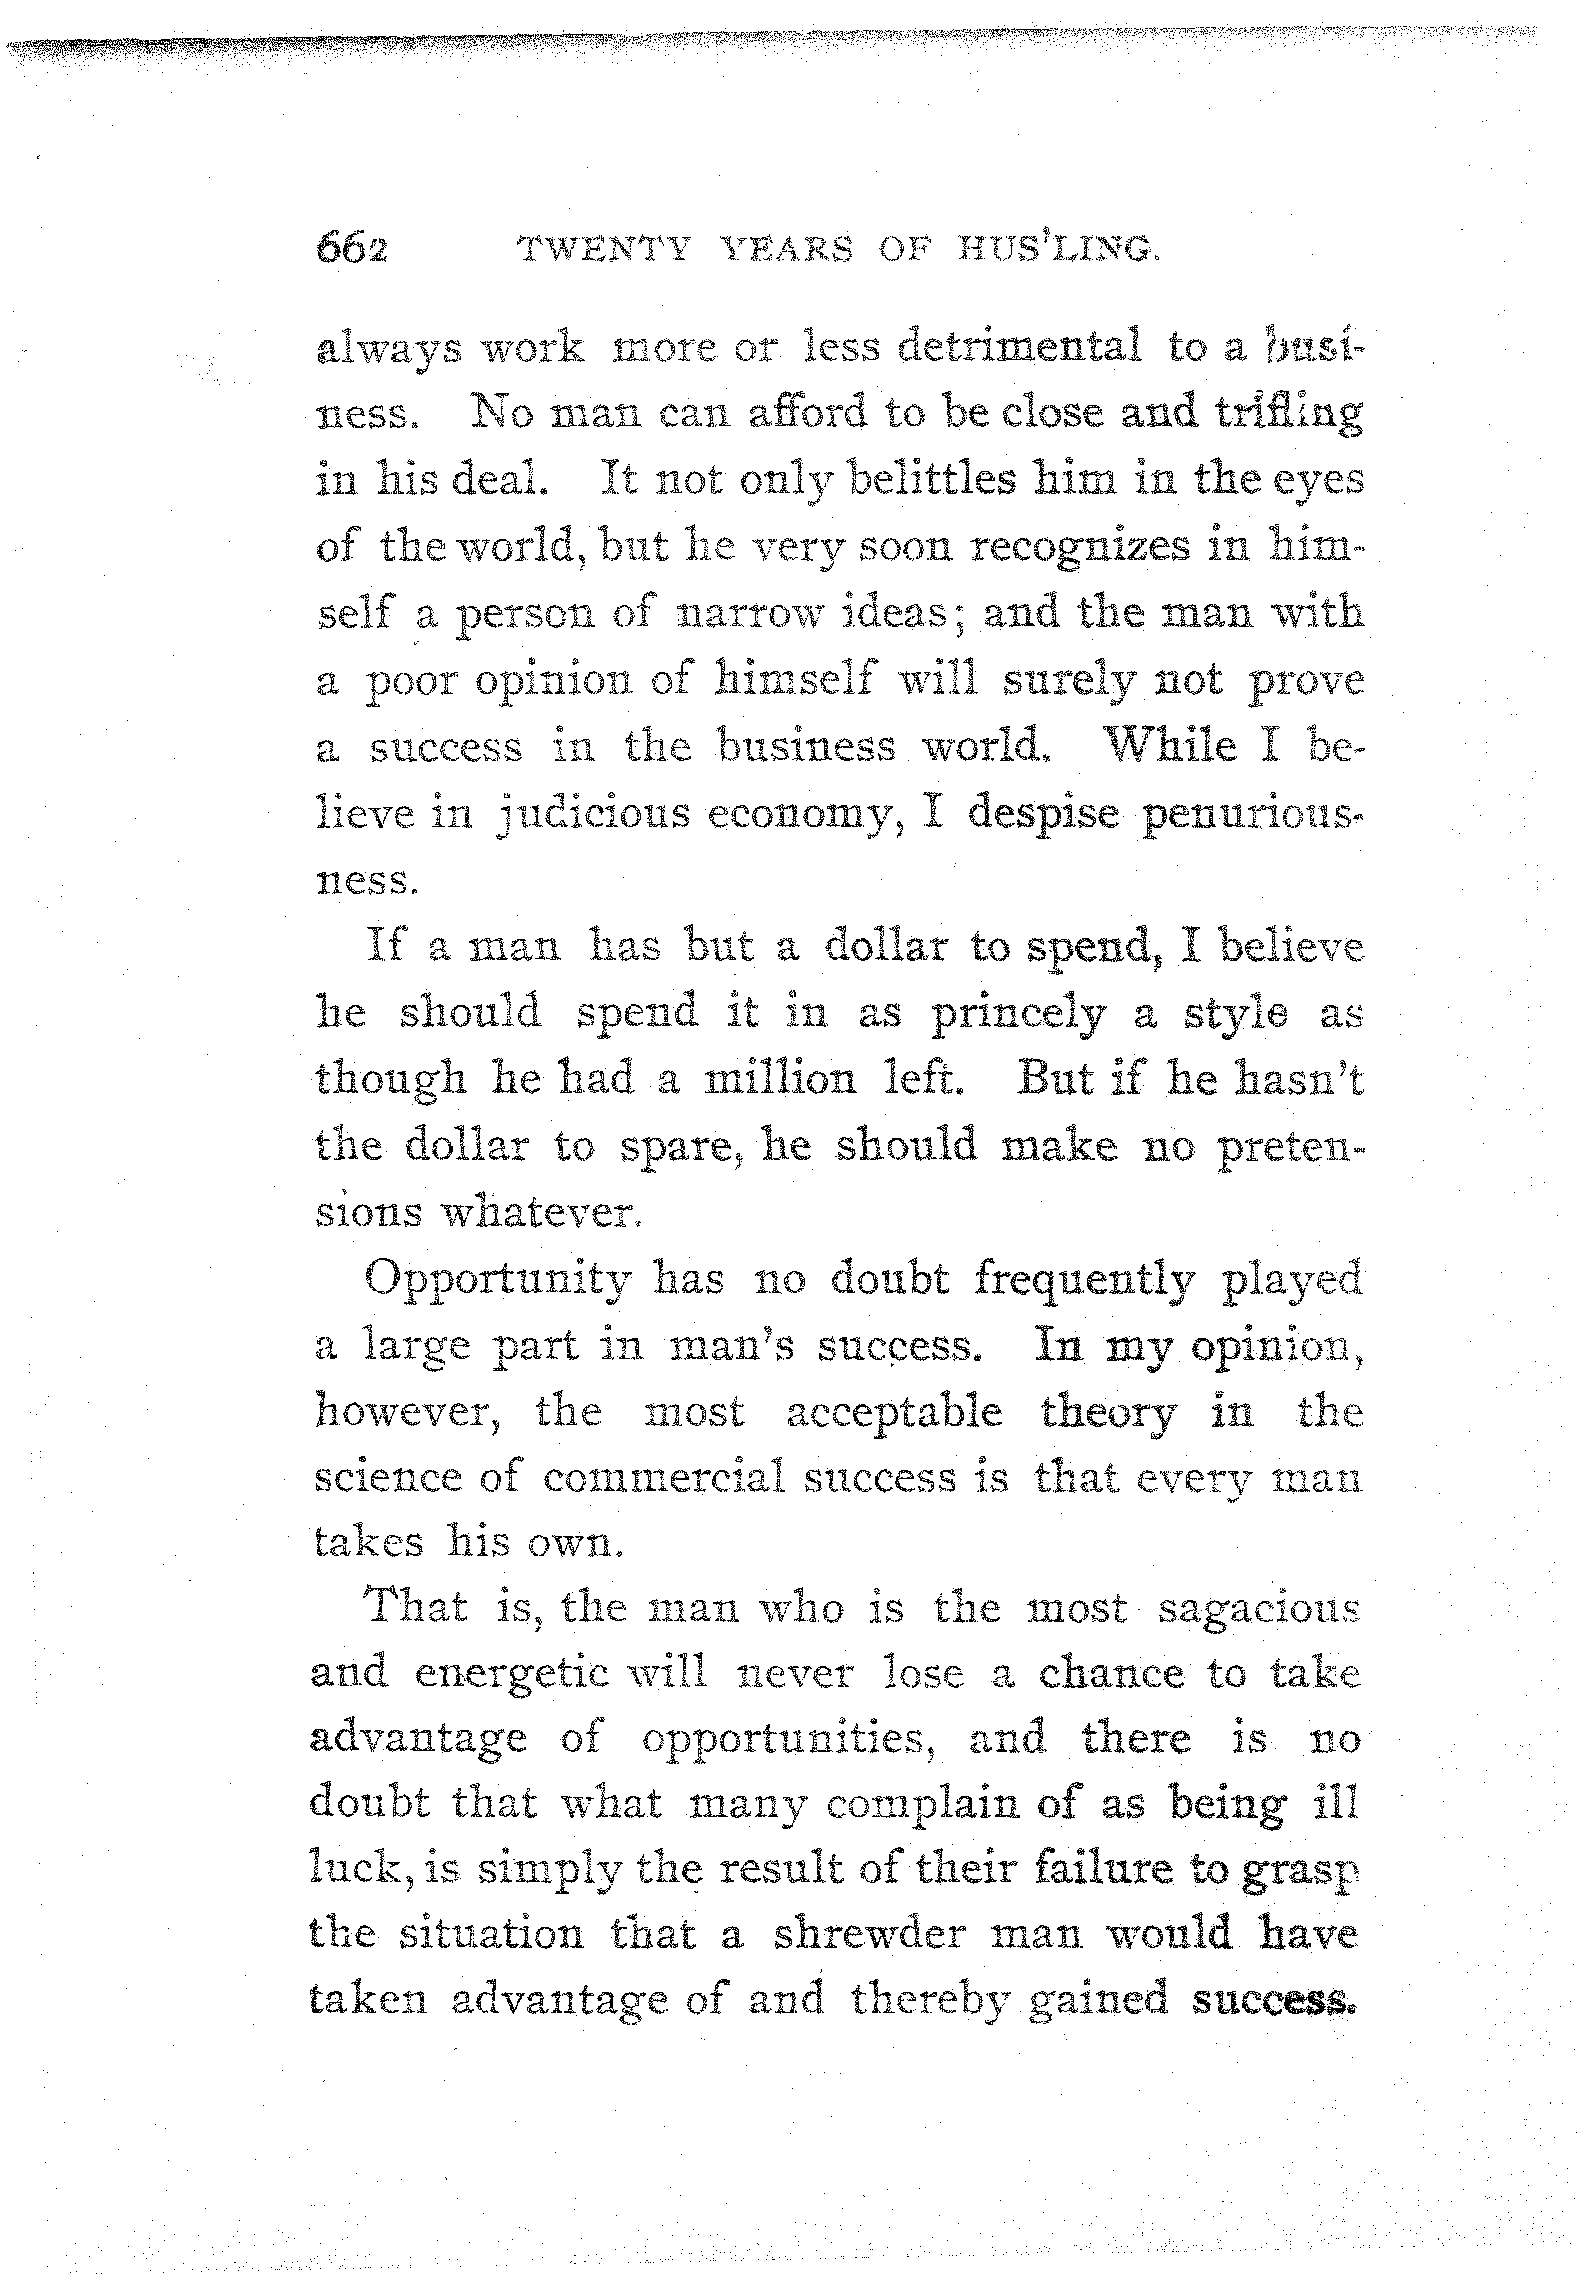 662 TWENTY YEARS OF HUS'LING.
always work more or less detrimental to a busi-
ness. No man can afford to be close and trifling
in his deal. It not only belittles him in the eyes
of the world, but he very soon recognizes in him-
self a person of narrow ideas; and the man with
a poor opinion of himself will surely not prove
a success in the business world. While I be-
lieve in judicious economy, I despise penurious-
ness.
If a man has but a dollar to spend, I believe
he should spend it in as princely a style as
though he had a million left. But if he hasn't
the dollar to spare, he should make no preten-
sions whatever.
Opportunity has no doubt frequently played
a large part in man's success. In my opinion,
however, the most acceptable theory in the
science of commercial success is that every man
takes his own.
That is, the man who is the most sagacious
and energetic will never lose a chance to take
advantage of opportunities, and there is no
doubt that what many complain of as being ill
luck, is simply the result of their failure to grasp
the situation that a shrewder man would have
taken advantage of and thereby gained success.